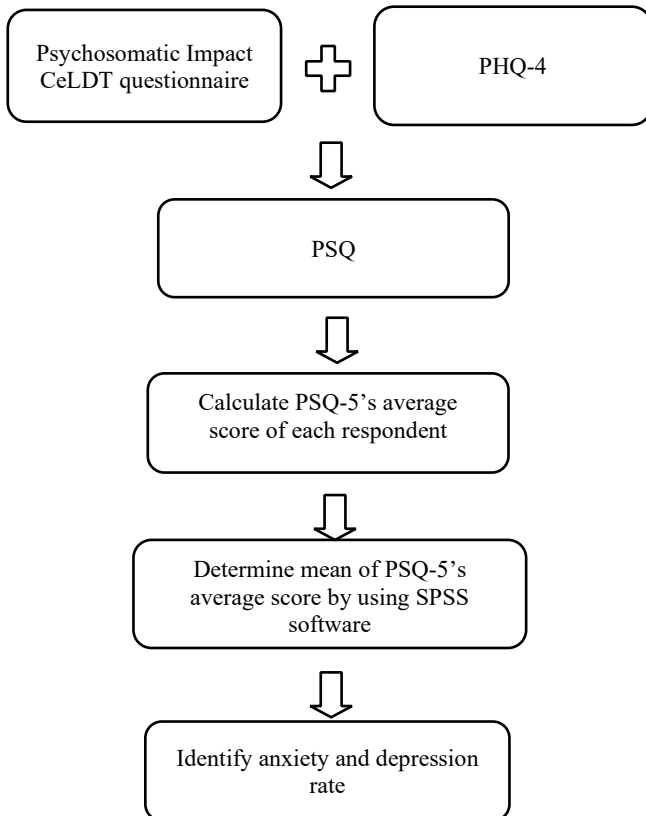 Psychosomatic Impact
CeLDT questionnaire
PHQ-4
PSQ
Calculate PSQ-5’s average
score of each respondent
Determine mean of PSQ-5’s
average score by using SPSS
software
Identify anxiety and depression
rate